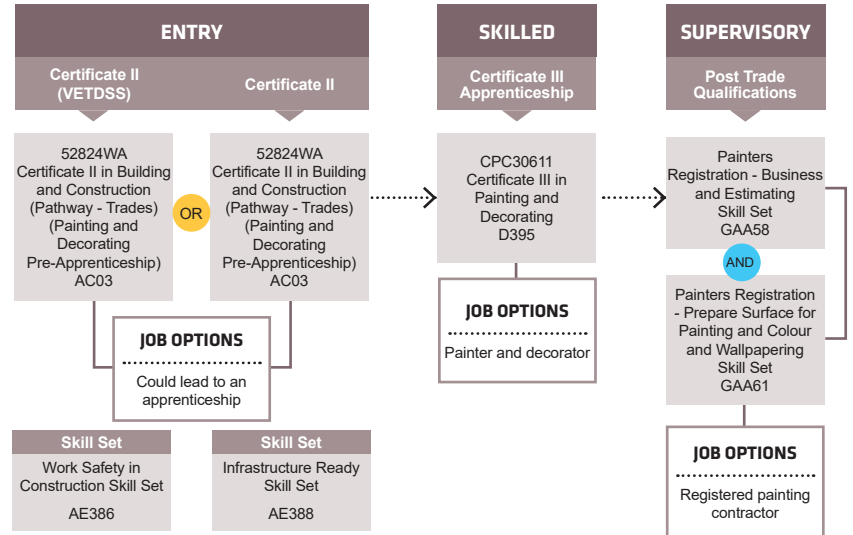 ENTRY
Certificate II
(VETDSS)
Certificate II
52824WA
Certificate II in Building
and Construction
(Pathway - Trades)
(Painting and
Decorating
Pre-Apprenticeship)
AC03
OR
52824WA
Certificate II in Building
and Construction
(Pathway - Trades)
(Painting and
Decorating
Pre-Apprenticeship)
AC03
JOB OPTIONS
Could lead to an
apprenticeship
Skill Set
Work Safety in
Construction Skill Set
AE386
Skill Set
Infrastructure Ready
Skill Set
AE388
SKILLED
Certificate III
Apprenticeship
CPC30611
Certificate III in
Painting and
Decorating
D395
JOB OPTIONS
Painter and decorator
SUPERVISORY
Post Trade
Qualifications
Painters
Registration - Business
and Estimating
Skill Set
GAA58
AND
Painters Registration
- Prepare Surface for
Painting and Colour
and Wallpapering
Skill Set
GAA61
JOB OPTIONS
Registered painting
contractor